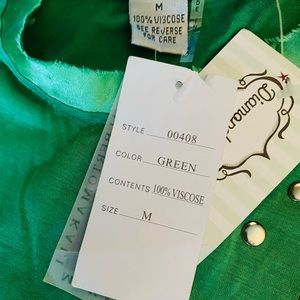 M
100% VISCOSE
SEE REVERSE
FOR CARE
STYLE 00408
COLOR GREEN
CONTENTS 100% VISCOSE
SIZE M